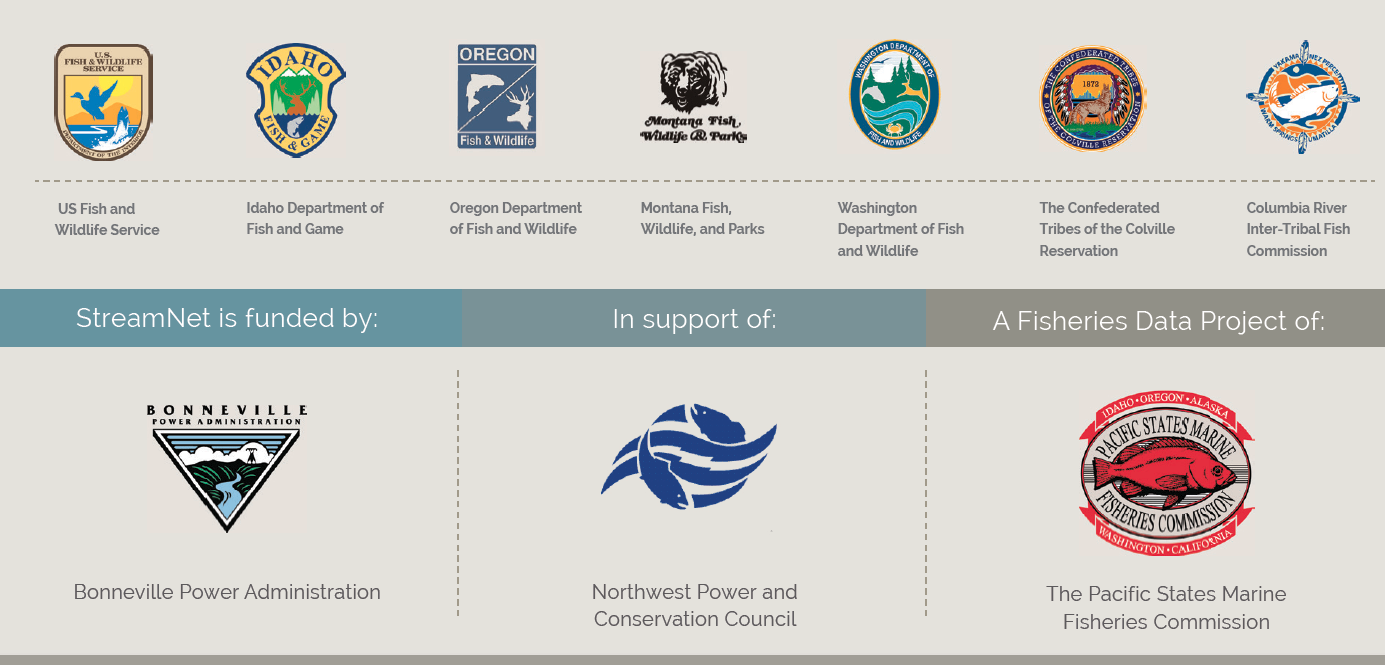 U.S.
FISH & WILDLIFE
SERVICE
DEPARTMENT OF THE INTERIOR
IDAHO
FISH & GAME
OREGON
Fish & Wildlife
Montana Fish,
Wildlife & Parks
WASHINGTON DEPARTMENT OF
FISH AND WILDLIFE
THE CONFEDERATED TRIBES
1872
OF THE COLVILLE RESERVATION
YAKAMA
NEZ PERCE
WARM SPRINGS
UMATILLA
US Fish and
Wildlife Service
Idaho Department of
Fish and Game
Oregon Department
of Fish and Wildlife
Montana Fish,
Wildlife, and Parks
Washington
Department of Fish
and Wildlife
The Confederated
Tribes of the Colville
Reservation
Columbia River
Inter-Tribal Fish
Commission
StreamNet is funded by:
In support of:
A Fisheries Data Project of:
BONNEVILLE
POWER ADMINISTRATION
IDAHO • OREGON • ALASKA
PACIFIC STATES MARINE
FISHERIES COMMISSION
WASHINGTON • CALIFORNIA
Bonneville Power Administration
Northwest Power and
Conservation Council
The Pacific States Marine
Fisheries Commission